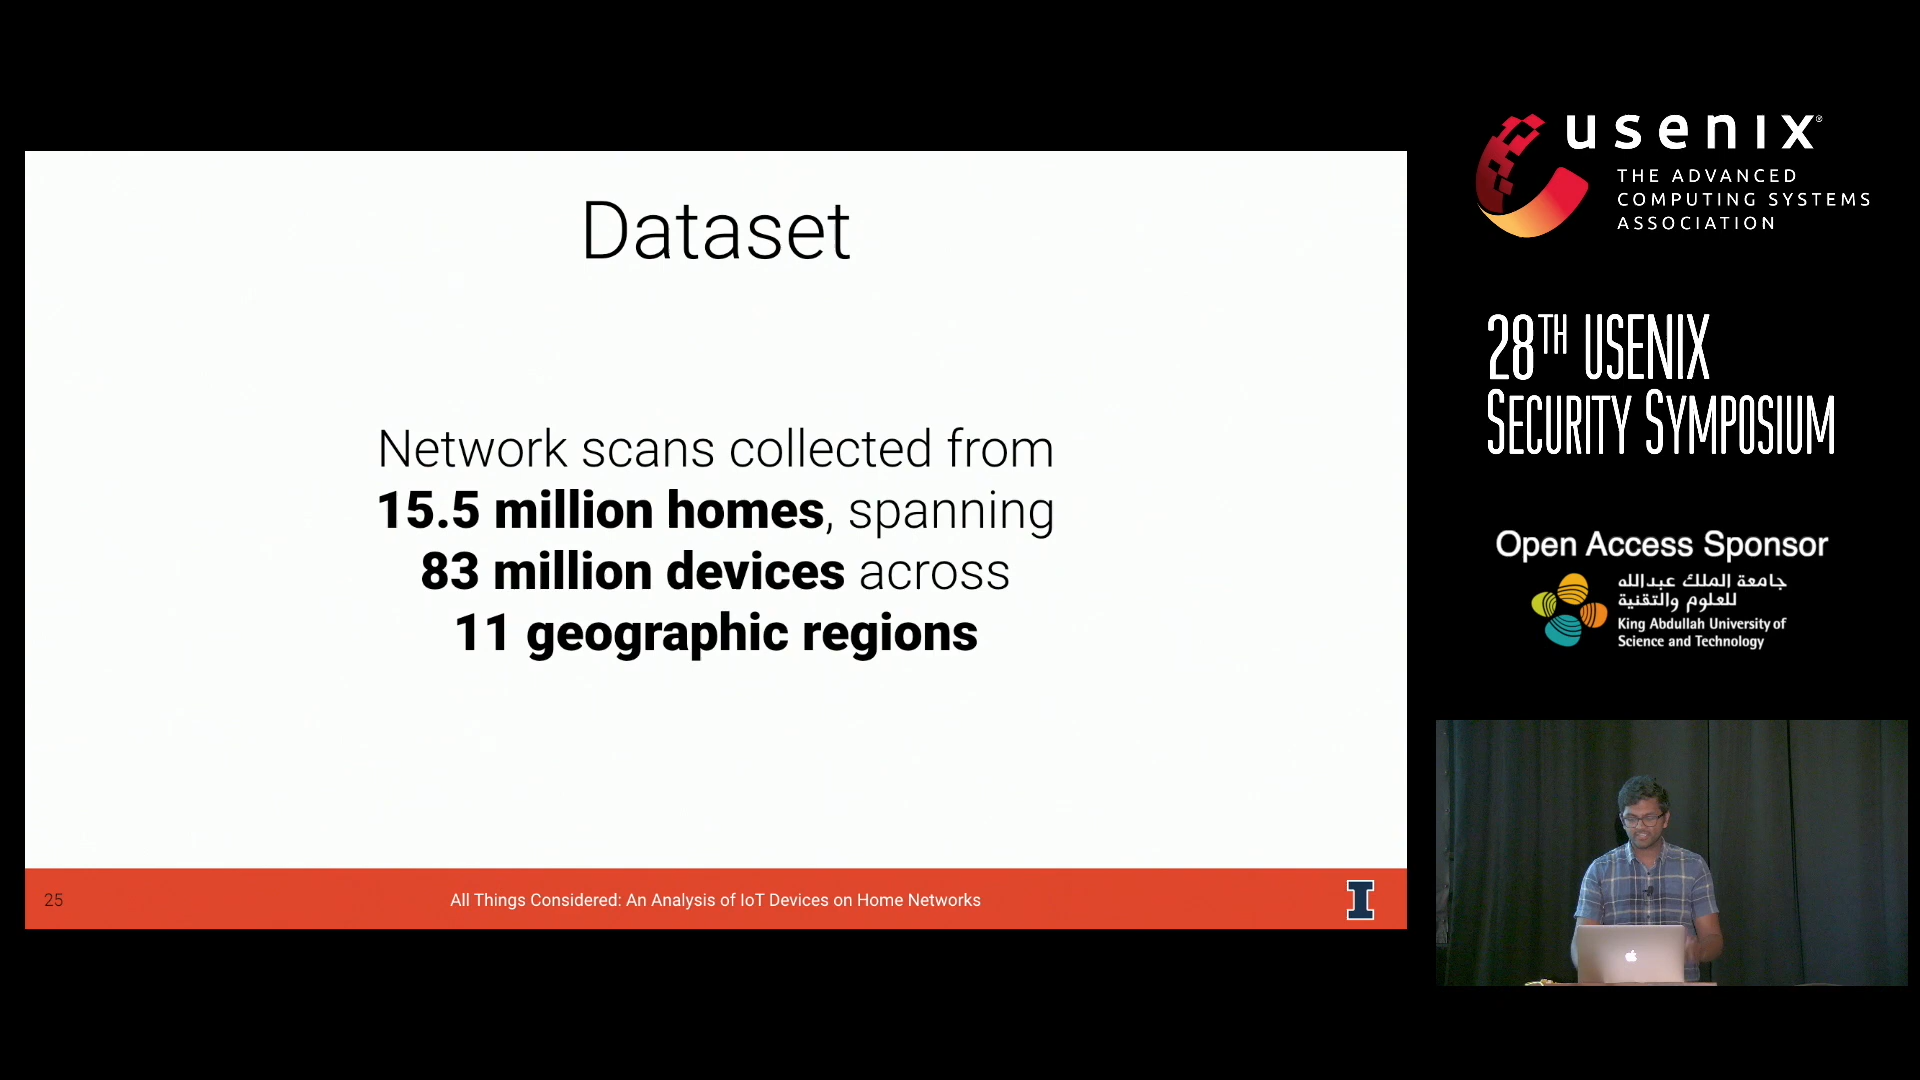 Dataset
Network scans collected from
15.5 million homes, spanning
83 million devices across
11 geographic regions
25
All Things Considered: An Analysis of IoT Devices on Home Networks
I
usenix®
THE ADVANCED
COMPUTING SYSTEMS
ASSOCIATION
28TH USENIX
SECURITY SYMPOSIUM
Open Access Sponsor
جامعة الملك عبدالله
للعلوم والتقنية
King Abdullah University of
Science and Technology